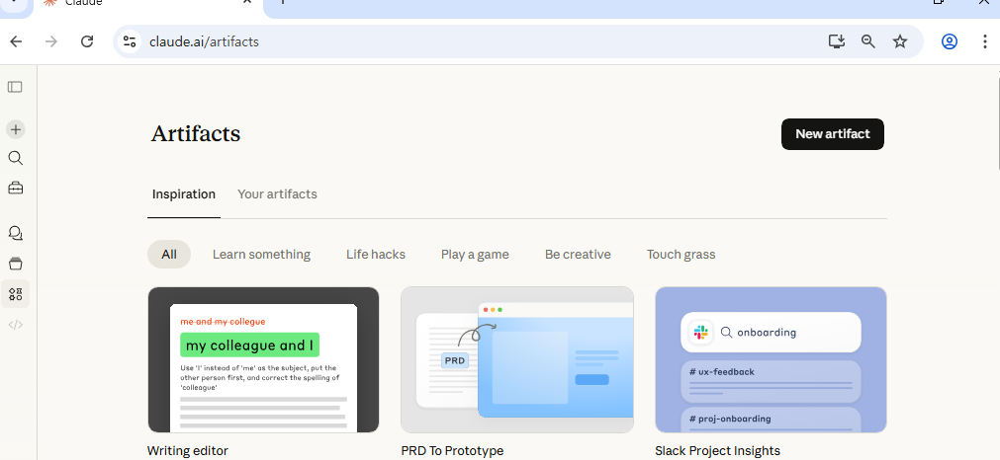 Claude
claude.ai/artifacts
Artifacts
New artifact
Inspiration
Your artifacts
All
Learn something
Life hacks
Play a game
Be creative
Touch grass
me and my collegue
my colleague and I
Use 'I' instead of 'me' as the subject, put the
other person first, and correct the spelling of
'colleague'
Writing editor
PRD
PRD To Prototype
onboarding
# ux-feedback
# proj-onboarding
Slack Project Insights